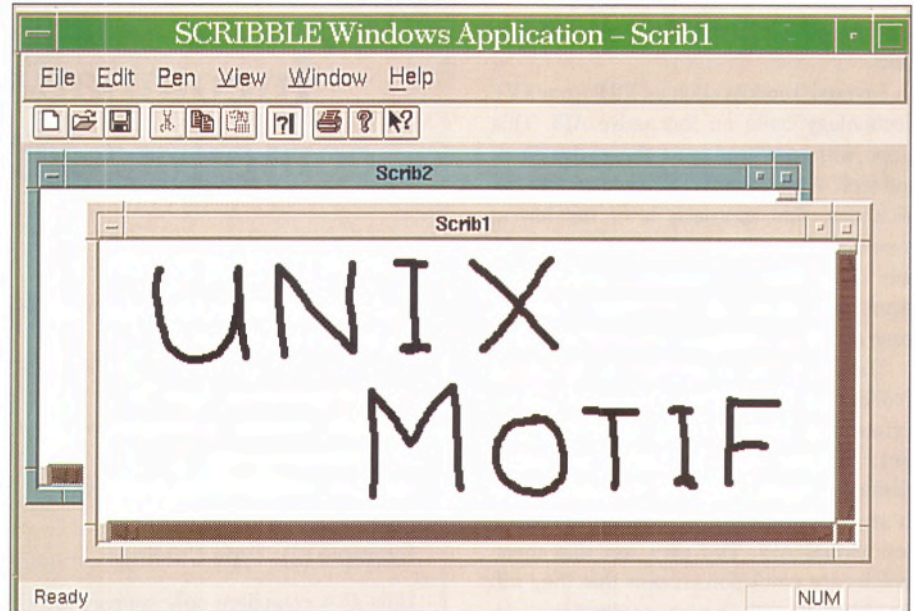 SCRIBBLE Windows Application – Scrib1
File Edit Pen View Window Help
Scrib2
Scrib1
UNIX
MOTIF
Ready NUM